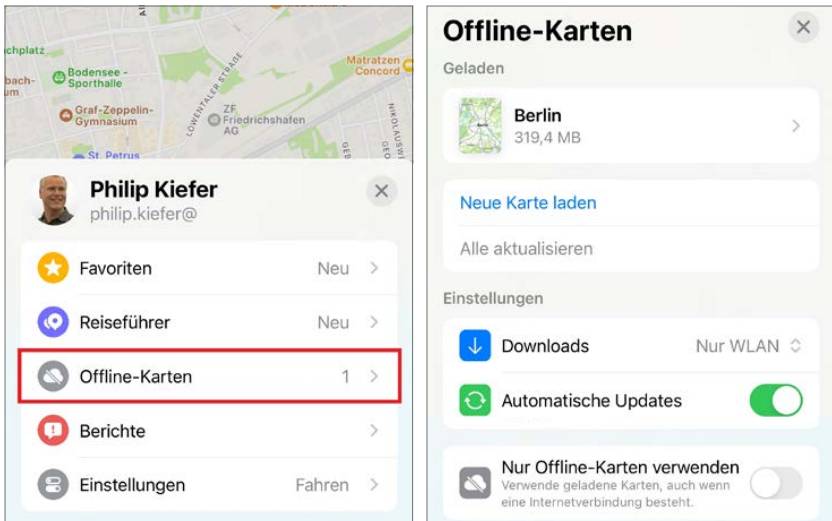 chplatz
Bodensee -
Sporthalle
bach-
um
Graf-Zeppelin-
Gymnasium
LÖWENTALER STRAßE
ZF
Friedrichshafen
AG
Matratzen
Concord
St. Petrus
Philip Kiefer
philip.kiefer@
Favoriten Neu
Reiseführer Neu
Offline-Karten 1
Berichte
Einstellungen Fahren
Offline-Karten
Geladen
Berlin
Berlin
319,4 MB
Neue Karte laden
Alle aktualisieren
Einstellungen
Downloads Nur WLAN
Automatische Updates
Nur Offline-Karten verwenden
Verwende geladene Karten, auch wenn
eine Internetverbindung besteht.